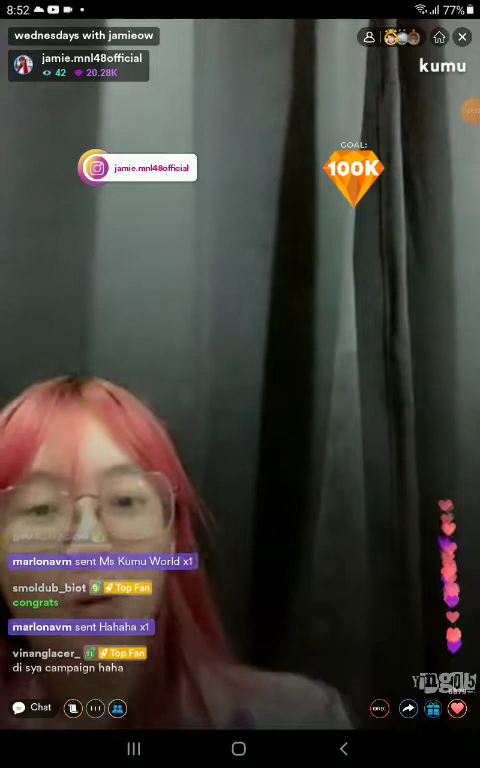 8:52
77%
wednesdays with jamieow
jamie.mnl48official
42 20.28K
kumu
GOAL:
100K
jamie.mnl48official
marlonavm sent Ms Kumu World x1
smoldub_biot 9 Top Fan
congrats
marlonavm sent Hahaha x1
vinanglacer_ 11 Top Fan
di sya campaign haha
Chat